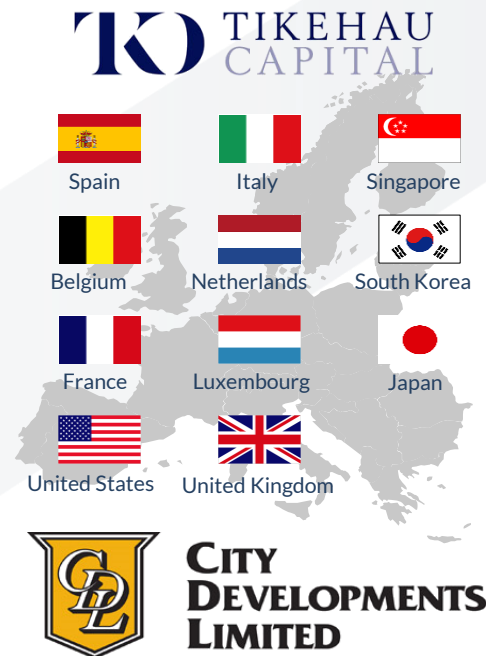 TIKEHAU
CAPITAL
Spain
Italy
Singapore
Belgium
Netherlands
South Korea
France
Luxembourg
Japan
United States
United Kingdom
CDL
CITY
DEVELOPMENTS
LIMITED